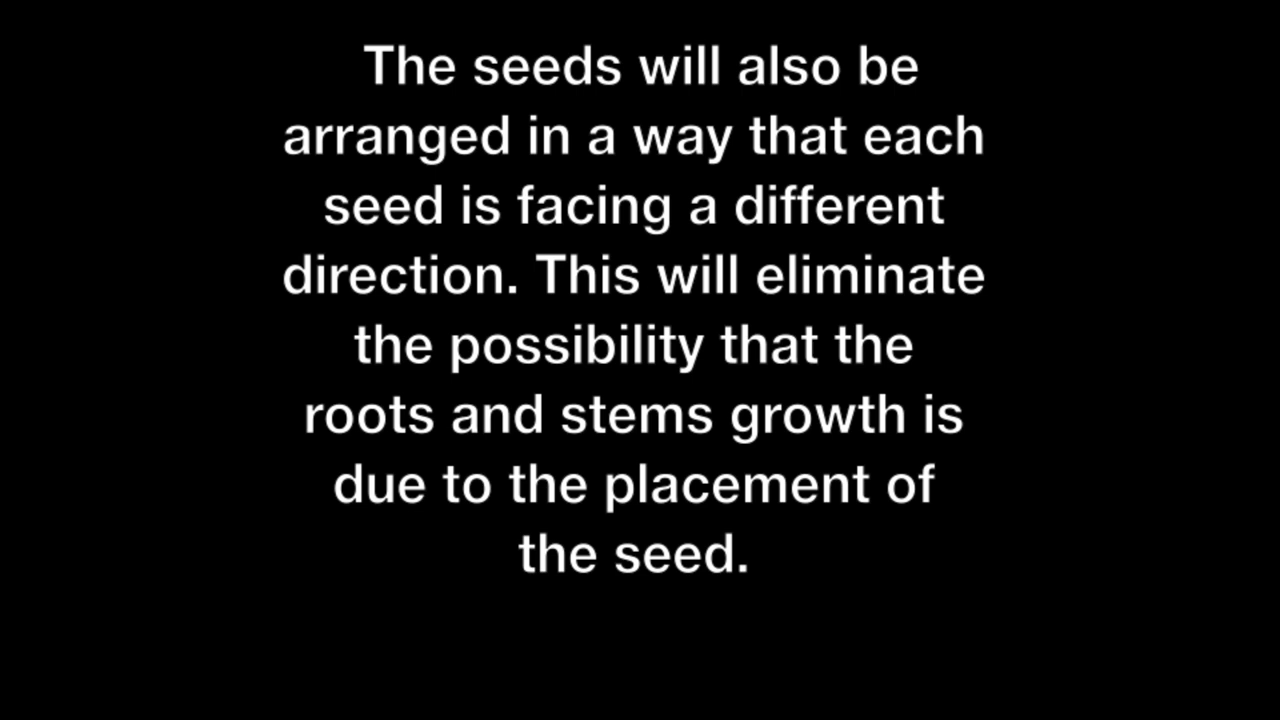 The seeds will also be
arranged in a way that each
seed is facing a different
direction. This will eliminate
the possibility that the
roots and stems growth is
due to the placement of
the seed.